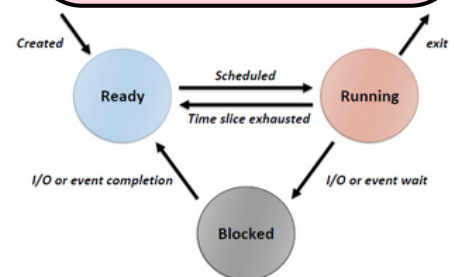 Created
exit
Scheduled
Ready
Running
Time slice exhausted
I/O or event completion
I/O or event wait
Blocked